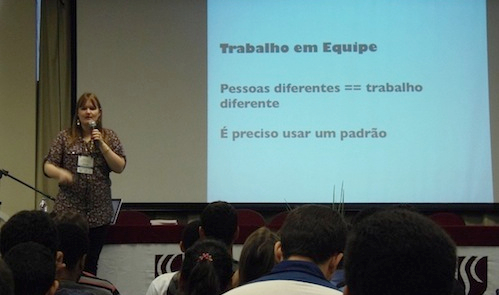 Trabalho em Equipe
Pessoas diferentes == trabalho
diferente
É preciso usar um padrão